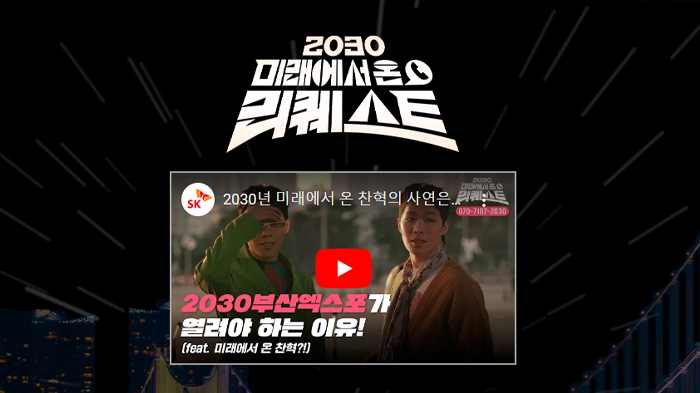 2030
미래에서 온
리퀘스트
SK
2030년 미래에서 온 찬혁의 사연은...
2030
미래에서 온
리퀘스트
070-7107-2030
2030부산엑스포가
열려야 하는 이유!
(feat. 미래에서 온 찬혁?!)